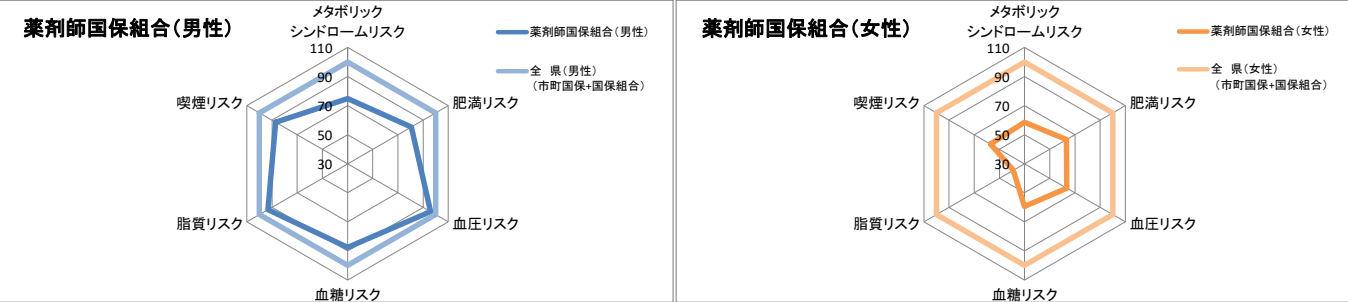 薬剤師国保組合(男性)
メタボリック
シンドロームリスク
薬剤師国保組合(男性)
全　県(男性)
(市町国保+国保組合)
110
90
70
50
30
肥満リスク
血圧リスク
血糖リスク
脂質リスク
喫煙リスク
薬剤師国保組合(女性)
メタボリック
シンドロームリスク
薬剤師国保組合(女性)
全　県(女性)
(市町国保+国保組合)
110
90
70
50
30
肥満リスク
血圧リスク
血糖リスク
脂質リスク
喫煙リスク